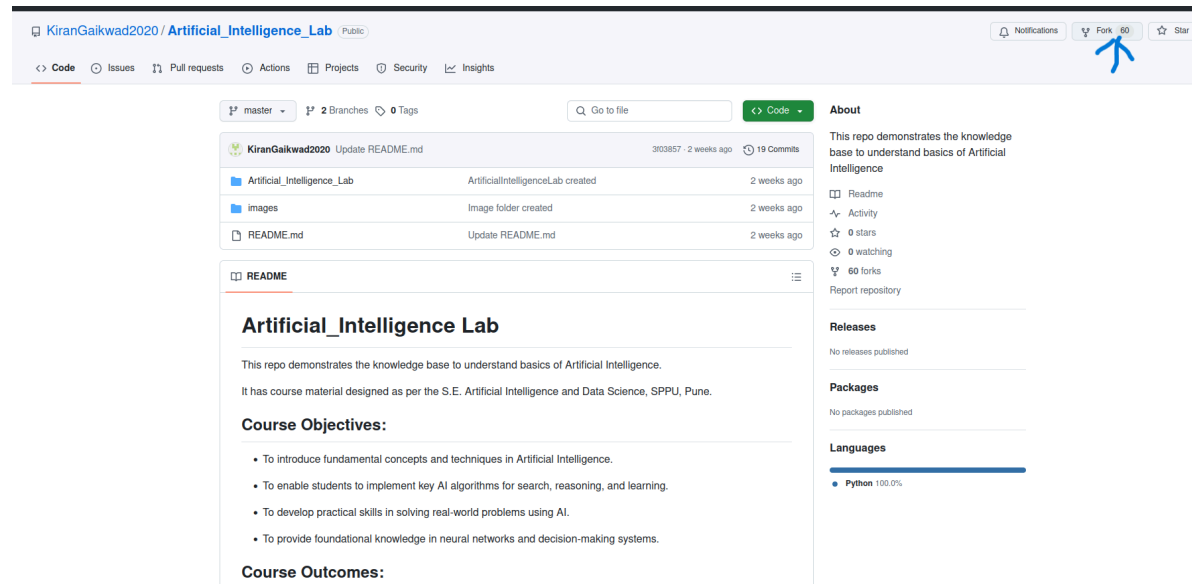 KiranGaikwad2020 / Artificial_Intelligence_Lab Public
Notifications Fork 60 Star
Code Issues Pull requests Actions Projects Security Insights
master 2 Branches 0 Tags Go to file Code
KiranGaikwad2020 Update README.md 3f03857 · 2 weeks ago 19 Commits
Artificial_Intelligence_Lab ArtificialIntelligenceLab created 2 weeks ago
images Image folder created 2 weeks ago
README.md Update README.md 2 weeks ago
README
Artificial_Intelligence Lab
This repo demonstrates the knowledge base to understand basics of Artificial Intelligence.
It has course material designed as per the S.E. Artificial Intelligence and Data Science, SPPU, Pune.
Course Objectives:
• To introduce fundamental concepts and techniques in Artificial Intelligence.
• To enable students to implement key AI algorithms for search, reasoning, and learning.
• To develop practical skills in solving real-world problems using AI.
• To provide foundational knowledge in neural networks and decision-making systems.
Course Outcomes:
About
This repo demonstrates the knowledge
base to understand basics of Artificial
Intelligence
Readme
Activity
0 stars
0 watching
60 forks
Report repository
Releases
No releases published
Packages
No packages published
Languages
Python 100.0%